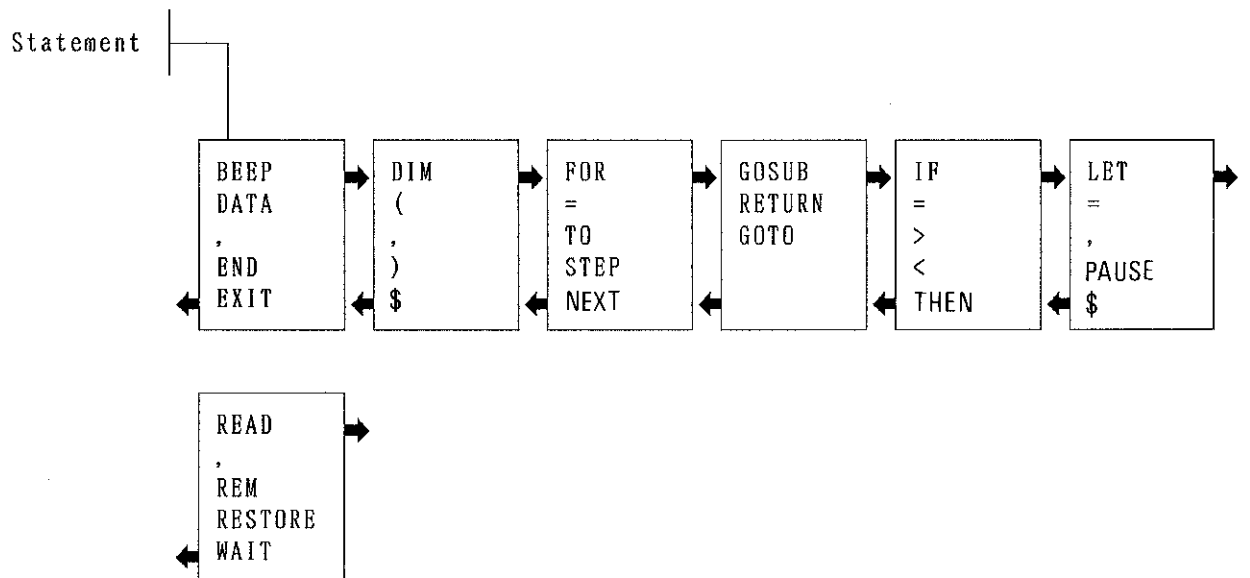 Statement
BEEP
DATA
,
END
EXIT
DIM
(
,
)
$
FOR
=
TO
STEP
NEXT
GOSUB
RETURN
GOTO
IF
=
>
<
THEN
LET
=
,
PAUSE
$
READ
,
REM
RESTORE
WAIT